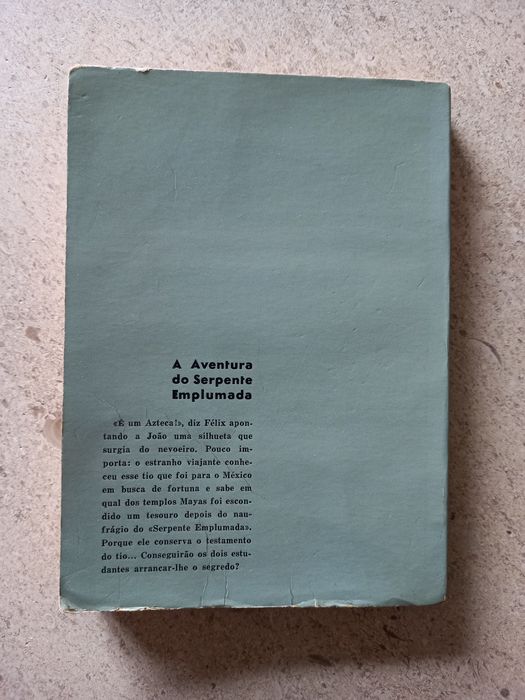 A Aventura
do Serpente
Emplumada
«É um Azteca!», diz Félix apon-
tando a João uma silhueta que
surgia do nevoeiro. Pouco im-
porta: o estranho viajante conhe-
ceu esse tio que foi para o México
em busca de fortuna e sabe em
qual dos templos Mayas foi escon-
dido um tesouro depois do nau-
frágio do «Serpente Emplumada».
Porque ele conserva o testamento
do tio... Conseguirão os dois estu-
dantes arrancar-lhe o segredo?